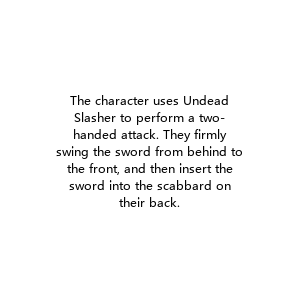 The character uses Undead
Slasher to perform a two-
handed attack. They firmly
swing the sword from behind to
the front, and then insert the
sword into the scabbard on
their back.